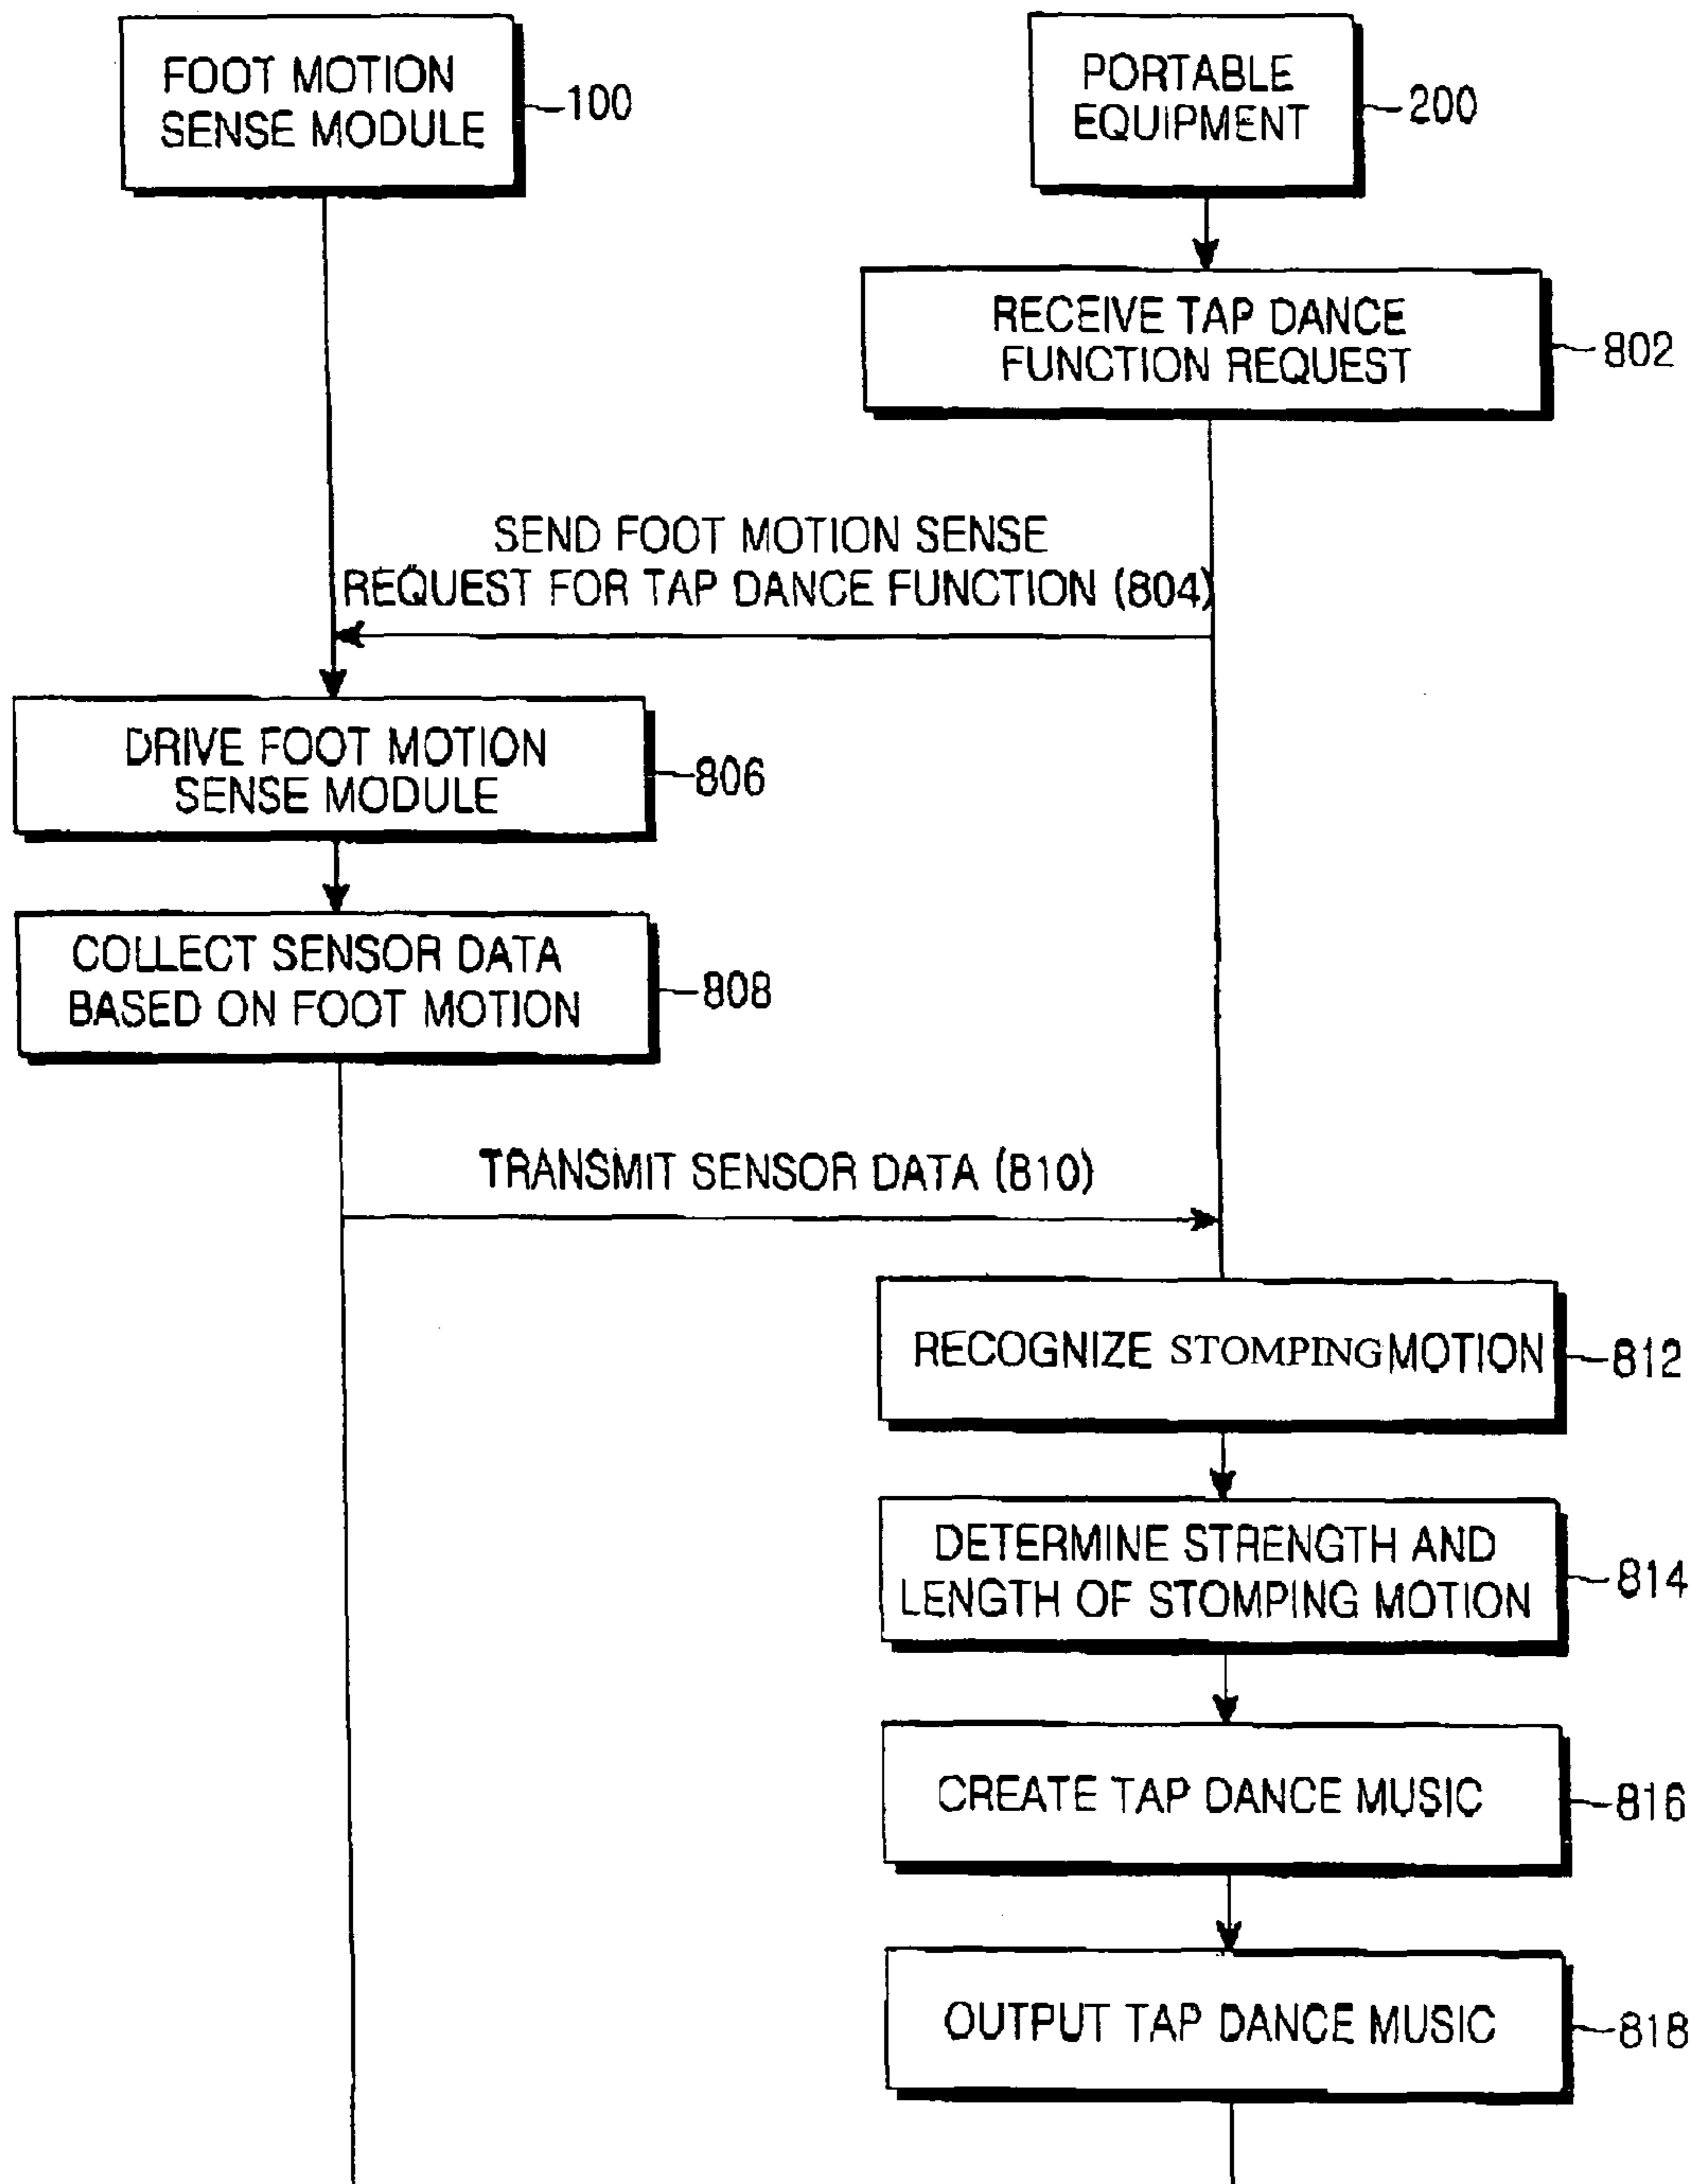 FOOT MOTION
SENSE MODULE
100
PORTABLE
EQUIPMENT
200
RECEIVE TAP DANCE
FUNCTION REQUEST
802
SEND FOOT MOTION SENSE
REQUEST FOR TAP DANCE FUNCTION (804)
DRIVE FOOT MOTION
SENSE MODULE
806
COLLECT SENSOR DATA
BASED ON FOOT MOTION
808
TRANSMIT SENSOR DATA (810)
RECOGNIZE STOMPING MOTION
812
DETERMINE STRENGTH AND
LENGTH OF STOMPING MOTION
814
CREATE TAP DANCE MUSIC
816
OUTPUT TAP DANCE MUSIC
818